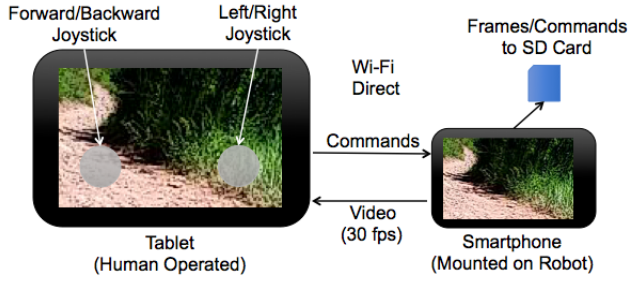 Forward/Backward
Joystick
Left/Right
Joystick
Frames/Commands
to SD Card
Wi-Fi
Direct
Commands
Video
(30 fps)
Tablet
(Human Operated)
Smartphone
(Mounted on Robot)